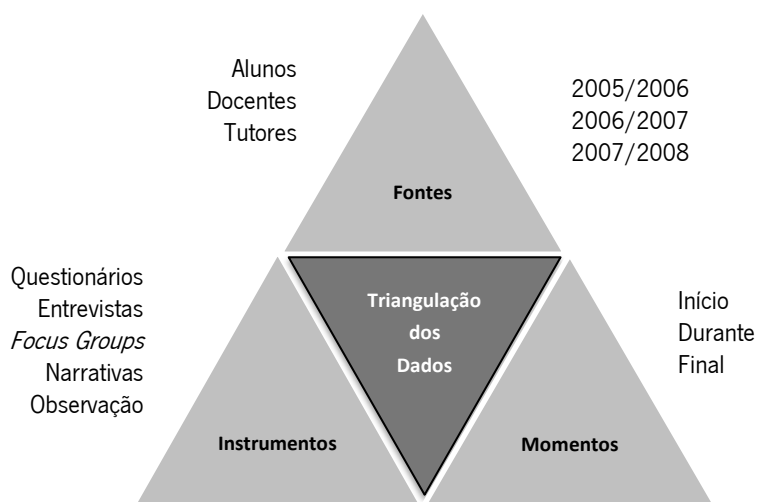 Alunos
Docentes
Tutores
2005/2006
2006/2007
2007/2008
Fontes
Questionários
Entrevistas
Focus Groups
Narrativas
Observação
Triangulação
dos
Dados
Início
Durante
Final
Instrumentos
Momentos